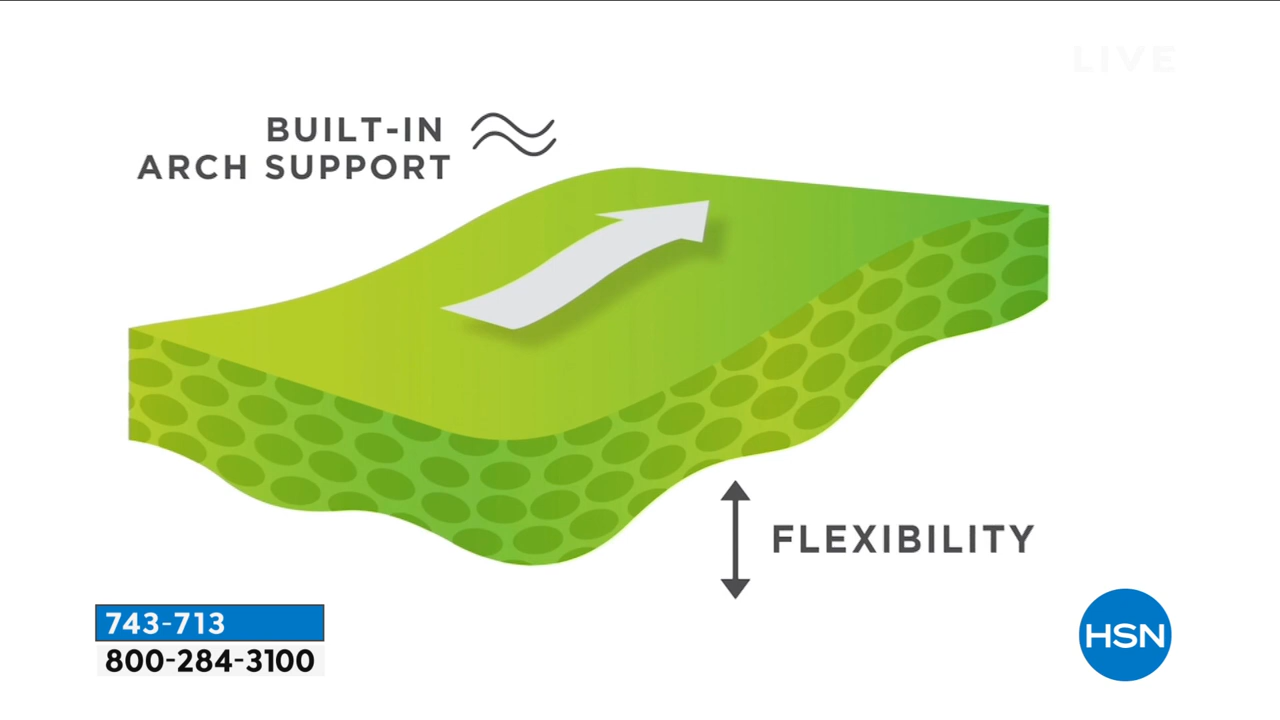 LIVE
BUILT-IN
ARCH SUPPORT
FLEXIBILITY
743-713
800-284-3100
HSN